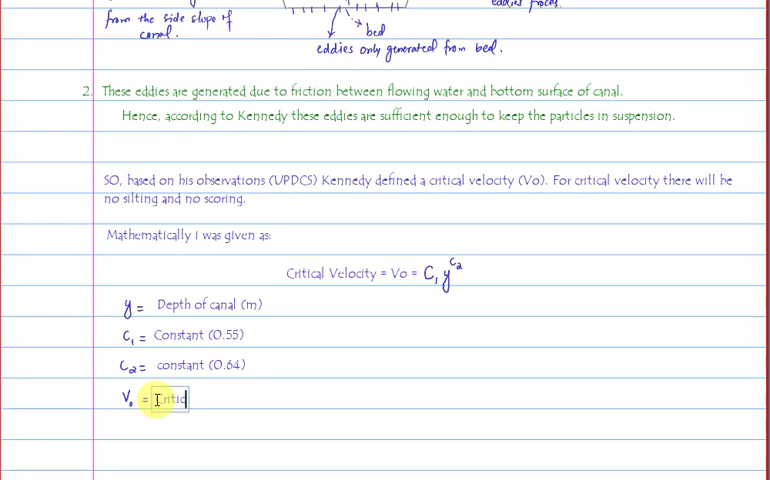 from the side slope of
canal.
eddies forces.
bed
eddies only generated from bed.
2. These eddies are generated due to friction between flowing water and bottom surface of canal.
Hence, according to Kennedy these eddies are sufficient enough to keep the particles in suspension.
SO, based on his observations (UPDCS) Kennedy defined a critical velocity (Vo). For critical velocity there will be
no silting and no scoring.
Mathematically I was given as:
Critical Velocity = Vo = C₁ y^C₂
y = Depth of canal (m)
C₁ = Constant (0.55)
C₂ = constant (0.64)
V₀ = Critic